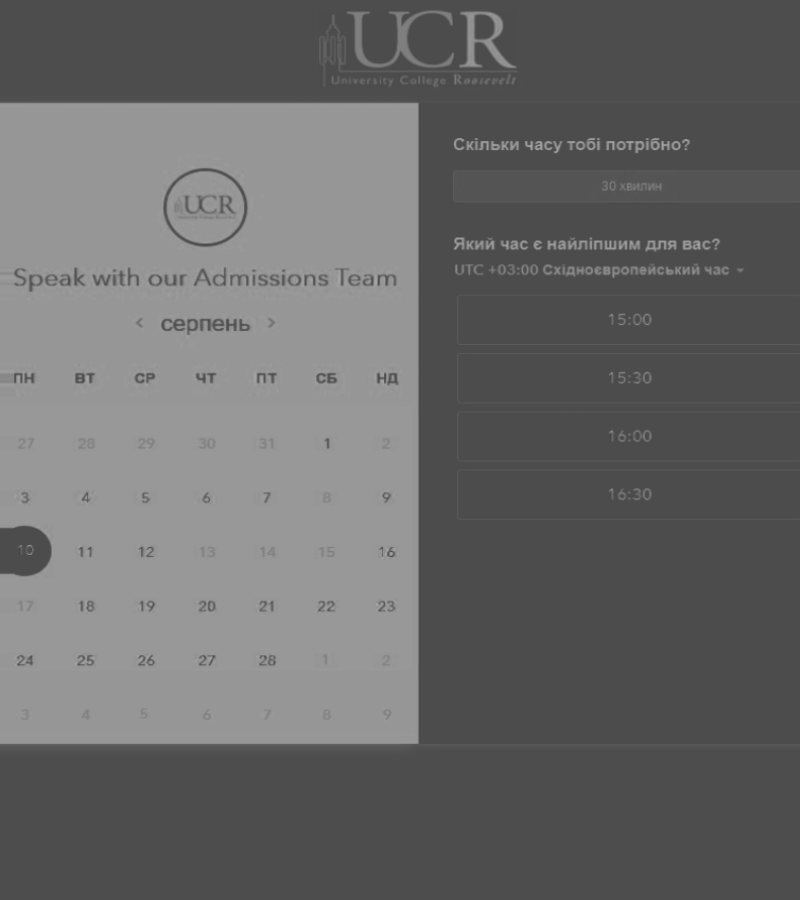 UCR
University College Roosevelt
UCR
Speak with our Admissions Team
< серпень >
ПН ВТ СР ЧТ ПТ СБ НД
27 28 29 30 31 1 2
3 4 5 6 7 8 9
10 11 12 13 14 15 16
17 18 19 20 21 22 23
24 25 26 27 28 1 2
3 4 5 6 7 8 9
Скільки часу тобі потрібно?
30 хвилин
Який час є найліпшим для вас?
UTC +03:00 Східноєвропейський час
15:00
15:30
16:00
16:30